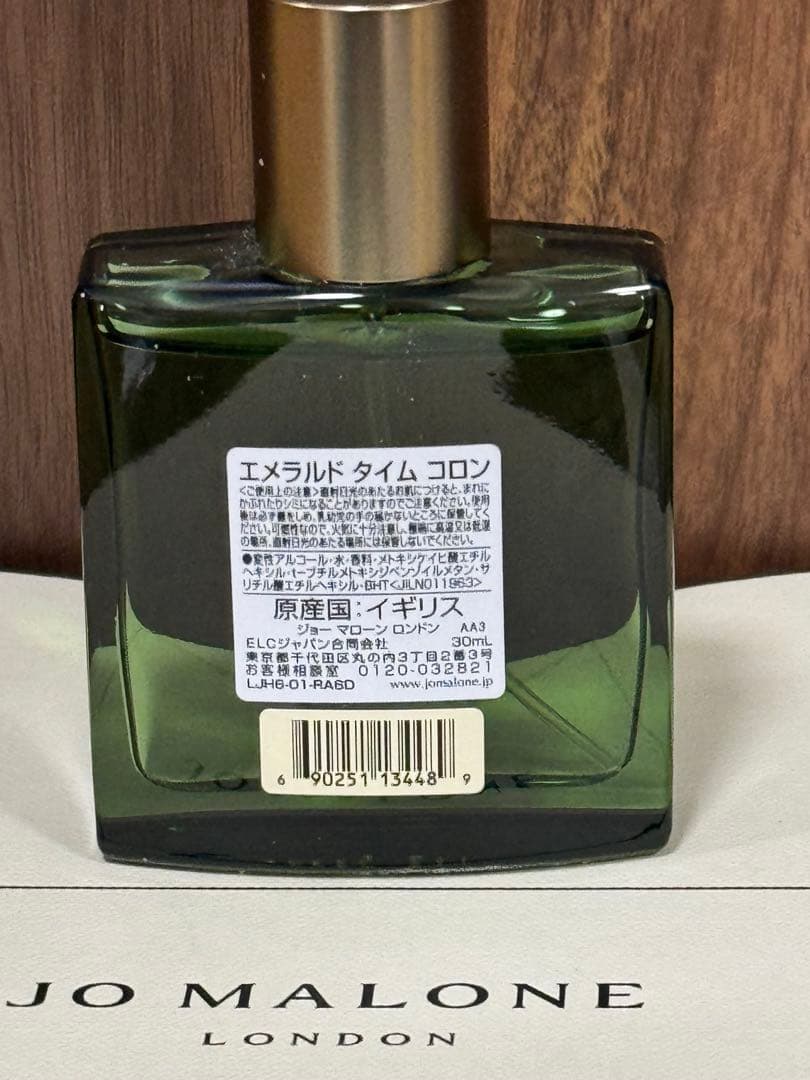 エメラルド タイム コロン
<ご使用上の注意>直射日光のあたるお肌につけると、まれに
かぶれたりシミになることがありますのでご注意ください。使用
後は必ず蓋をしめ、乳幼児の手の届かないところに保管してく
ださい。可燃性なので、火気に十分注意し、極端に高温又は低温
の場所、直射日光のあたる場所には保管しないでください。
●変性アルコール・水・香料・メトキシケイヒ酸エチル
ヘキシル・t-ブチルメトキシジベンゾイルメタン・サ
リチル酸エチルヘキシル・BHT<JILN011963>
原産国:イギリス
ジョー マローン ロンドン AA3
ELCジャパン合同会社 30mL
東京都千代田区丸の内3丁目2番3号
お客様相談室 0120-032821
LJH6-01-RA6D www.jomalone.jp
6 90251 13448 9
JO MALONE
LONDON